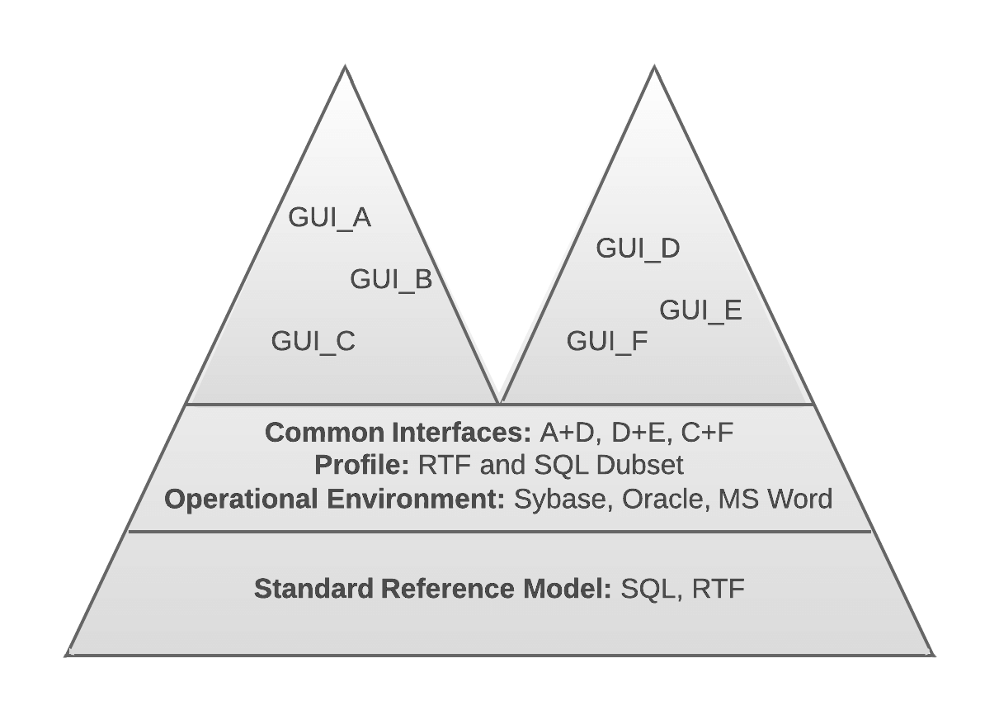 GUI_A
GUI_B
GUI_C
GUI_D
GUI_E
GUI_F
Common Interfaces: A+D, D+E, C+F
Profile: RTF and SQL Dubset
Operational Environment: Sybase, Oracle, MS Word
Standard Reference Model: SQL, RTF